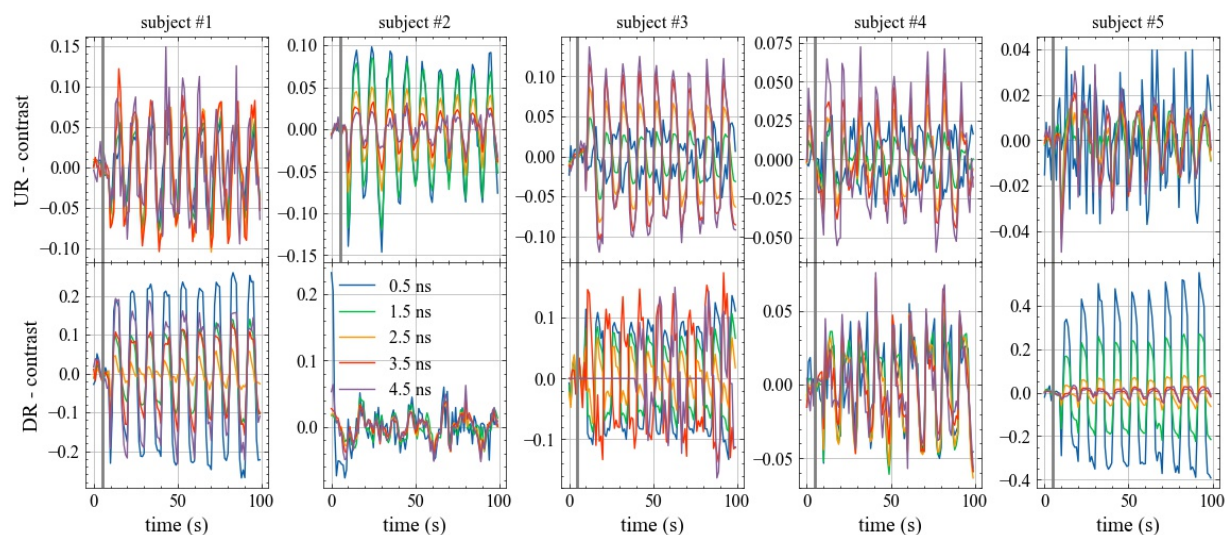 subject #1 subject #2 subject #3 subject #4 subject #5
UR - contrast
0.15 0.10 0.05 0.00 −0.05 −0.10
0.10 0.05 0.00 −0.05 −0.10 −0.15
0.10 0.05 0.00 −0.05 −0.10
0.075 0.050 0.025 0.000 −0.025 −0.050
0.04 0.02 0.00 −0.02 −0.04
DR - contrast
0.2 0.1 0.0 −0.1 −0.2
0.2 0.1 0.0
0.5 ns
1.5 ns
2.5 ns
3.5 ns
4.5 ns
0.1 0.0 −0.1
0.05 0.00 −0.05
0.4 0.2 0.0 −0.2 −0.4
0 50 100 0 50 100 0 50 100 0 50 100 0 50 100
time (s) time (s) time (s) time (s) time (s)